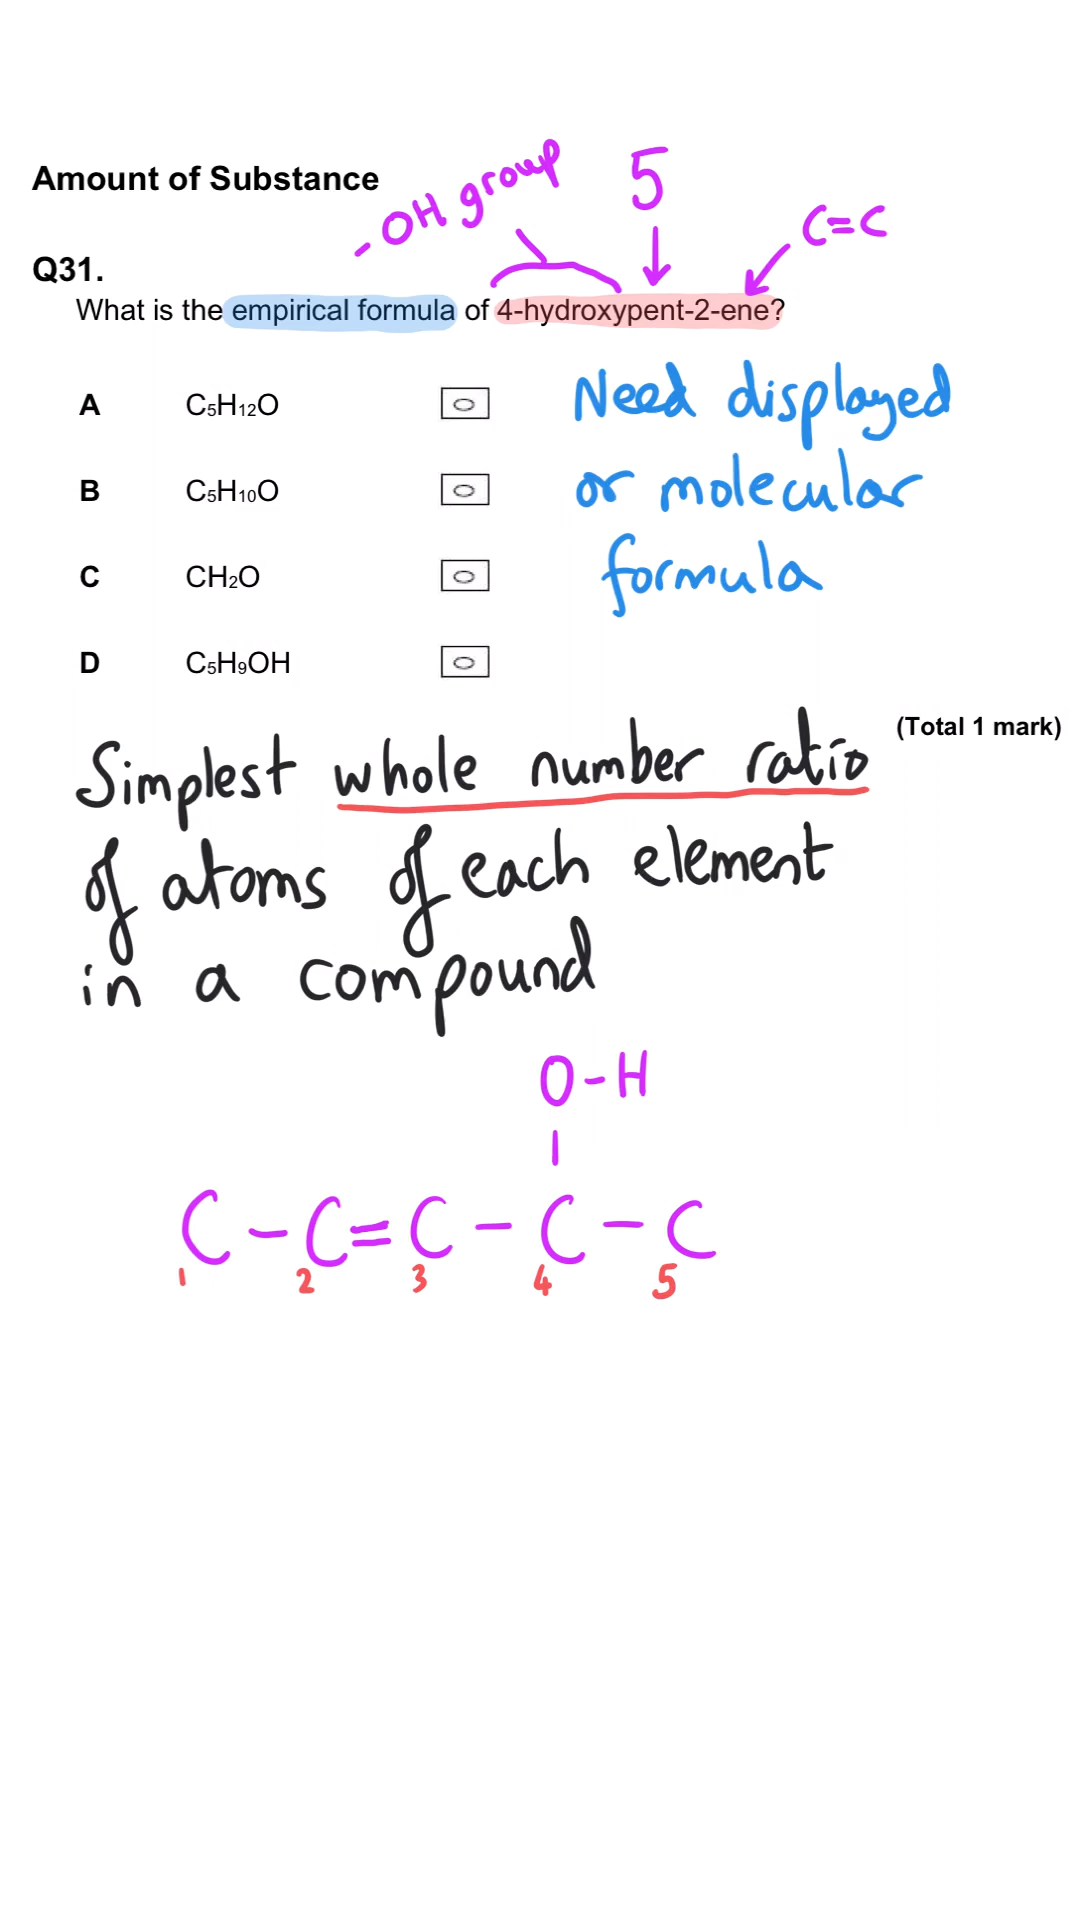 Amount of Substance
-OH group
5
C=C
Q31.
What is the empirical formula of 4-hydroxypent-2-ene?
A C₅H₁₂O
B C₅H₁₀O
C CH₂O
D C₅H₉OH
Need displayed
or molecular
formula
(Total 1 mark)
Simplest whole number ratio
of atoms of each element
in a compound
O-H
C-C=C-C-C
1 2 3 4 5